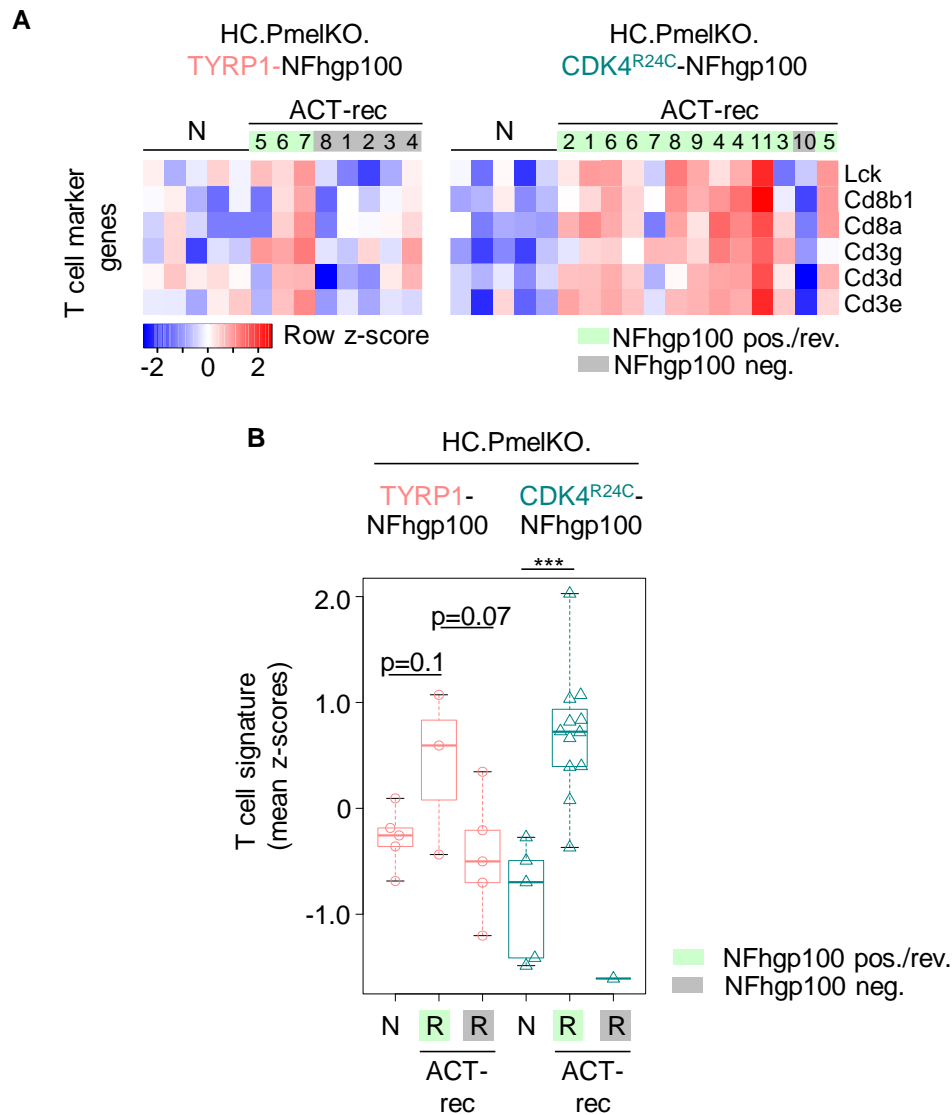 A
HC.PmelKO.
TYRP1-NFhgp100
HC.PmelKO.
CDK4R24C-NFhgp100
N
ACT-rec
5 6 7 8 1 2 3 4
N
ACT-rec
2 1 6 6 7 8 9 4 4 11 13 10 5
T cell marker
genes
Lck
Cd8b1
Cd8a
Cd3g
Cd3d
Cd3e
Row z-score
-2 0 2
NFhgp100 pos./rev.
NFhgp100 neg.
B
HC.PmelKO.
TYRP1-
NFhgp100
CDK4R24C-
NFhgp100
***
p=0.07
p=0.1
T cell signature
(mean z-scores)
2.0
1.0
0
-1.0
NFhgp100 pos./rev.
NFhgp100 neg.
N R R N R R
ACT-
rec
ACT-
rec